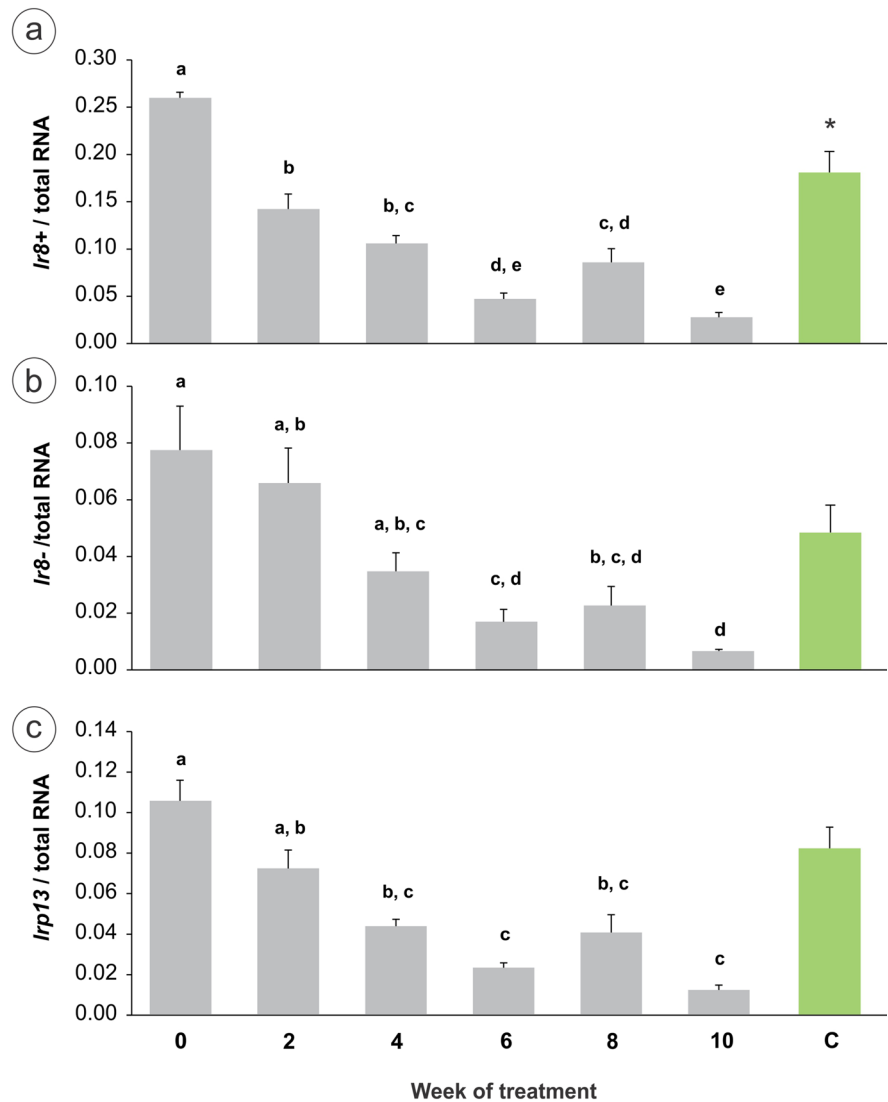 a
0.30
0.25
0.20
0.15
0.10
0.05
0.00
lr8+ / total RNA
a
b
b, c
d, e
c, d
e
*
b
0.10
0.08
0.06
0.04
0.02
0.00
lr8- /total RNA
a
a, b
a, b, c
c, d
b, c, d
d
c
0.14
0.12
0.10
0.08
0.06
0.04
0.02
0.00
lrp13 / total RNA
a
a, b
b, c
c
b, c
c
0 2 4 6 8 10 C
Week of treatment